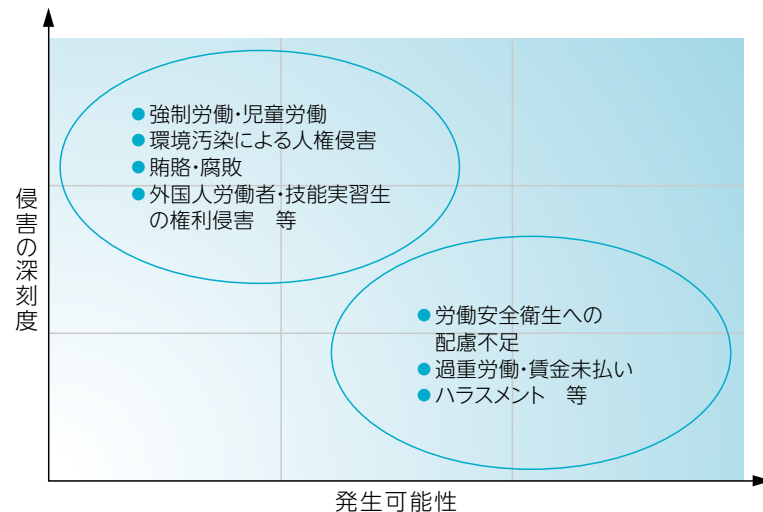 侵害の深刻度
●強制労働・児童労働
●環境汚染による人権侵害
●賄賂・腐敗
●外国人労働者・技能実習生
の権利侵害　等
●労働安全衛生への
配慮不足
●過重労働・賃金未払い
●ハラスメント　等
発生可能性